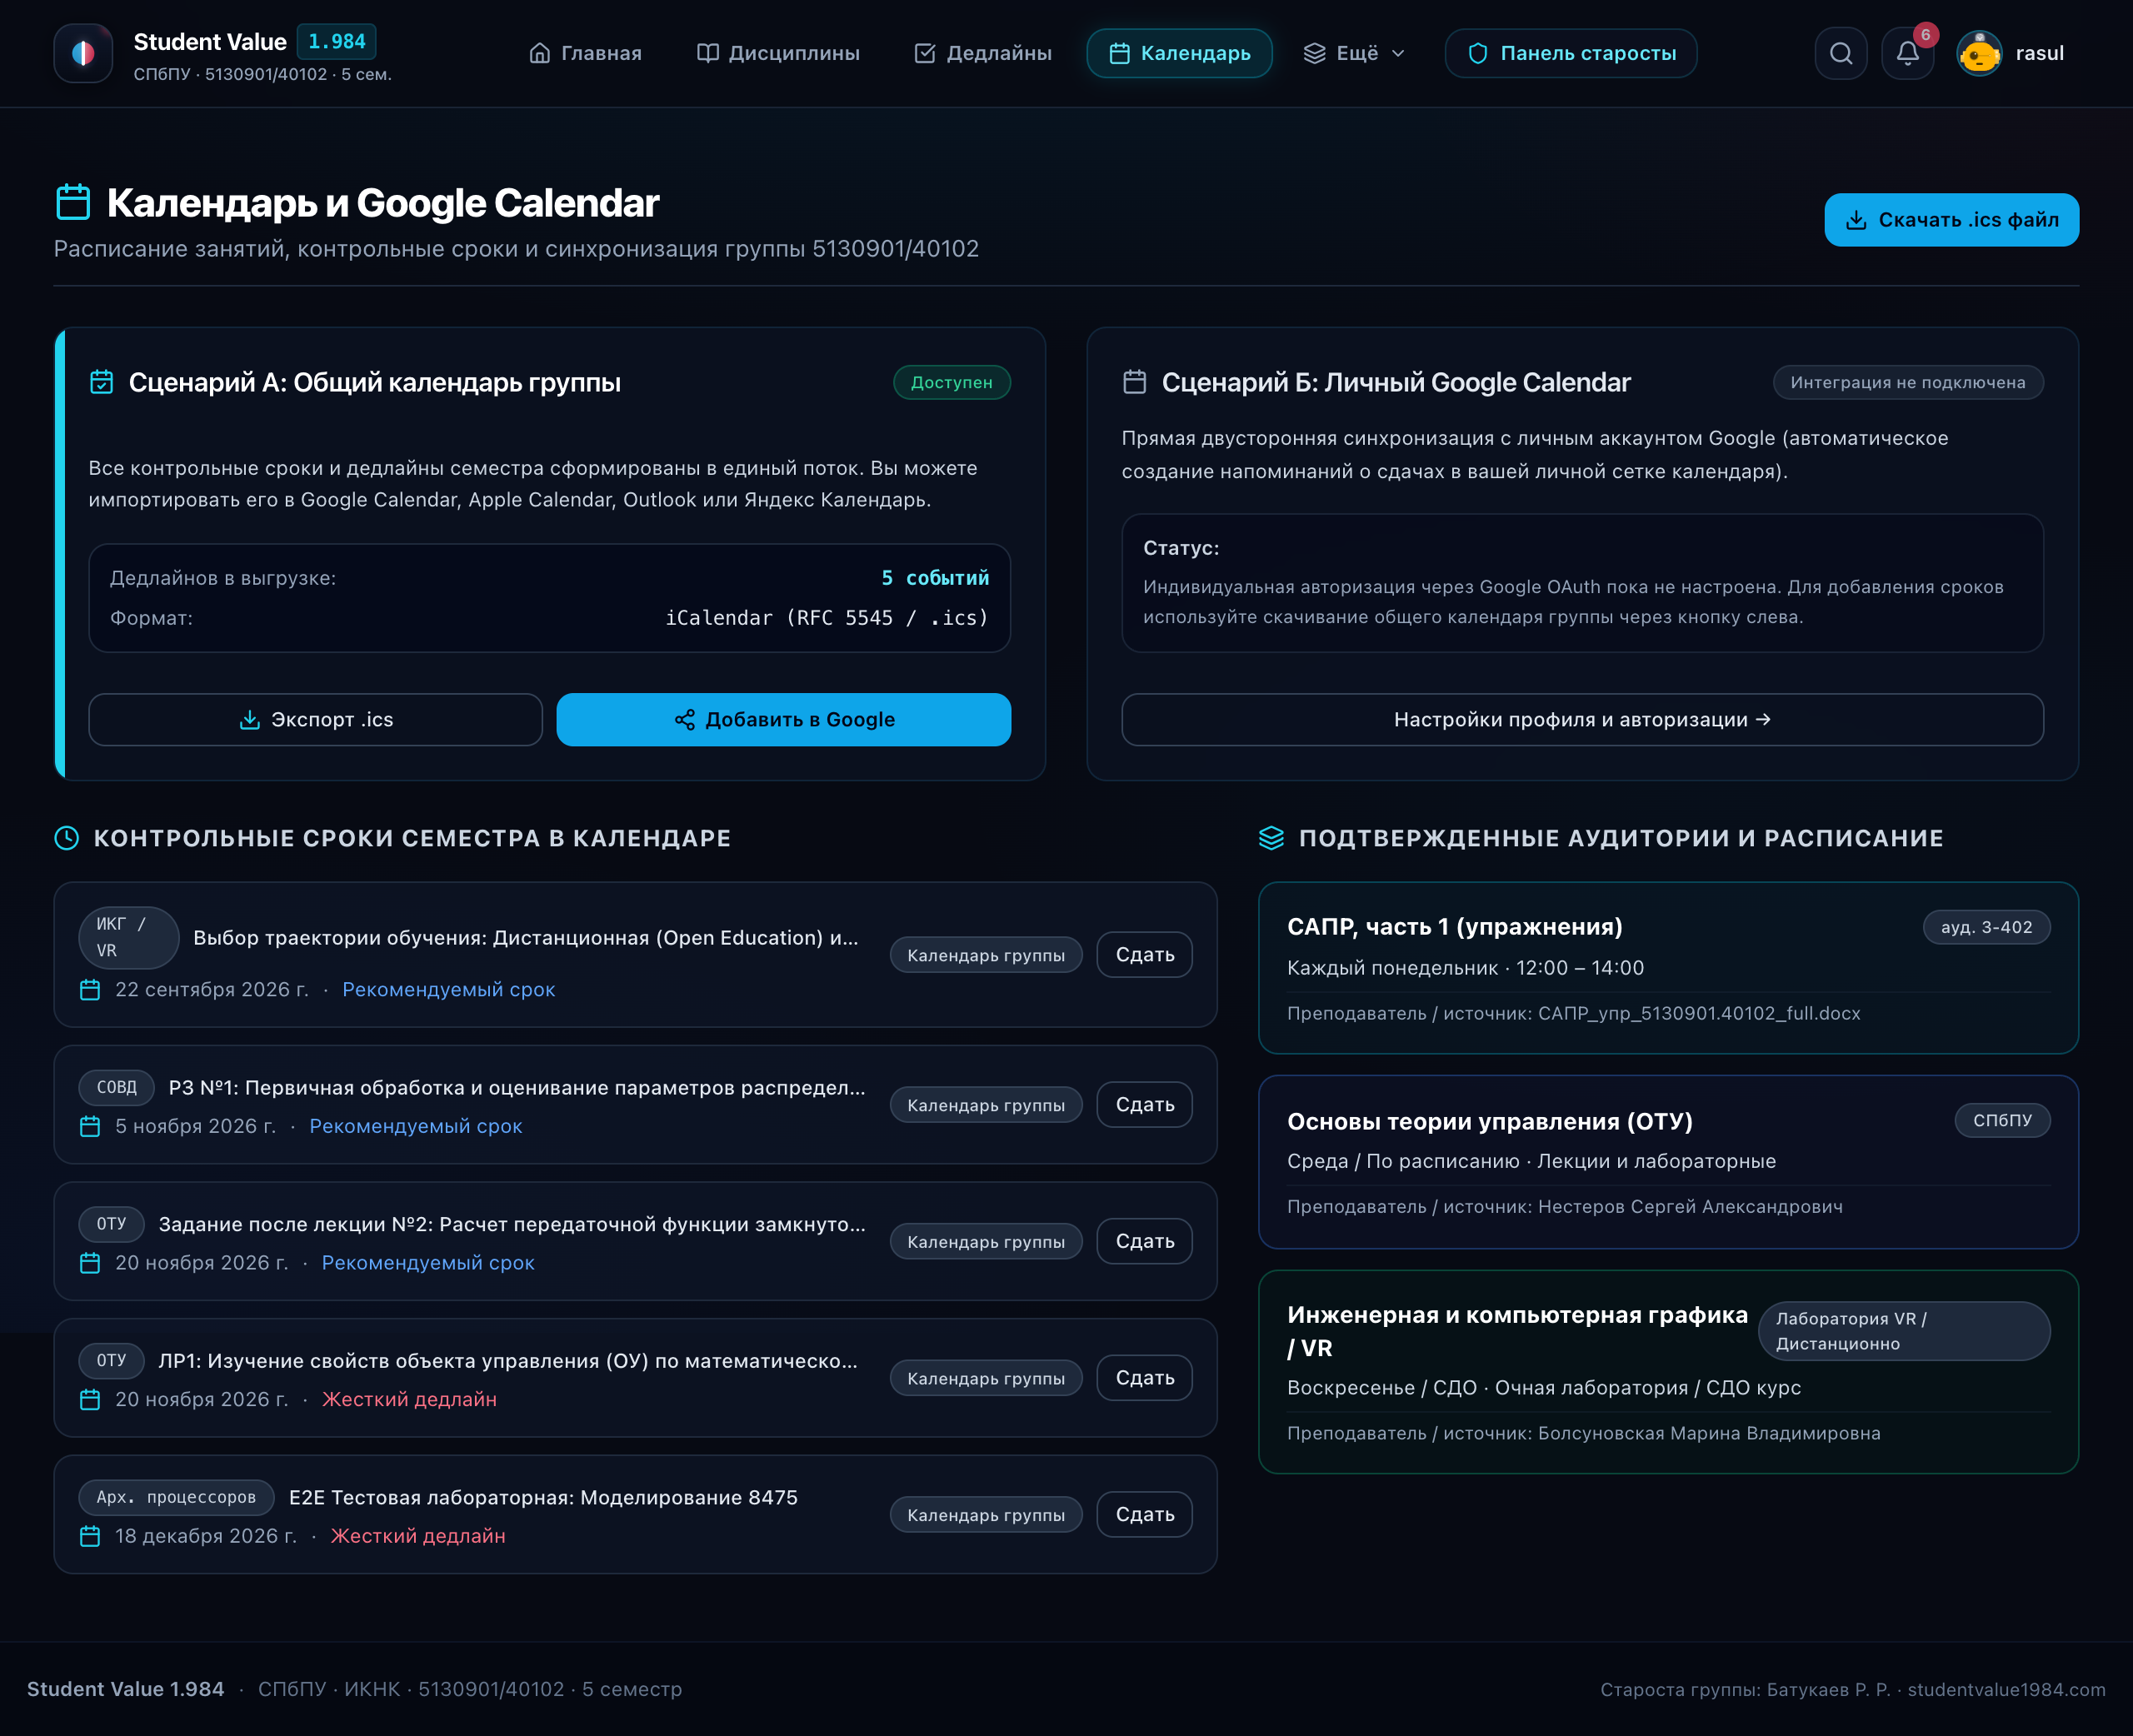 Student Value 1.984
СПбПУ · 5130901/40102 · 5 сем.
Главная
Дисциплины
Дедлайны
Календарь
Ещё
Панель старосты
6
rasul
Календарь и Google Calendar
Расписание занятий, контрольные сроки и синхронизация группы 5130901/40102
Скачать .ics файл
Сценарий А: Общий календарь группы
Доступен
Все контрольные сроки и дедлайны семестра сформированы в единый поток. Вы можете
импортировать его в Google Calendar, Apple Calendar, Outlook или Яндекс Календарь.
Дедлайнов в выгрузке: 5 событий
Формат: iCalendar (RFC 5545 / .ics)
Экспорт .ics
Добавить в Google
Сценарий Б: Личный Google Calendar
Интеграция не подключена
Прямая двусторонняя синхронизация с личным аккаунтом Google (автоматическое
создание напоминаний о сдачах в вашей личной сетке календаря).
Статус:
Индивидуальная авторизация через Google OAuth пока не настроена. Для добавления сроков
используйте скачивание общего календаря группы через кнопку слева.
Настройки профиля и авторизации →
КОНТРОЛЬНЫЕ СРОКИ СЕМЕСТРА В КАЛЕНДАРЕ
ИКГ /
VR
Выбор траектории обучения: Дистанционная (Open Education) и...
22 сентября 2026 г. · Рекомендуемый срок
Календарь группы
Сдать
СОВД
РЗ №1: Первичная обработка и оценивание параметров распредел...
5 ноября 2026 г. · Рекомендуемый срок
Календарь группы
Сдать
ОТУ
Задание после лекции №2: Расчет передаточной функции замкнуто...
20 ноября 2026 г. · Рекомендуемый срок
Календарь группы
Сдать
ОТУ
ЛР1: Изучение свойств объекта управления (ОУ) по математическо...
20 ноября 2026 г. · Жесткий дедлайн
Календарь группы
Сдать
Арх. процессоров
E2E Тестовая лабораторная: Моделирование 8475
18 декабря 2026 г. · Жесткий дедлайн
Календарь группы
Сдать
ПОДТВЕРЖДЕННЫЕ АУДИТОРИИ И РАСПИСАНИЕ
САПР, часть 1 (упражнения)
ауд. 3-402
Каждый понедельник · 12:00 – 14:00
Преподаватель / источник: САПР_упр_5130901.40102_full.docx
Основы теории управления (ОТУ)
СПбПУ
Среда / По расписанию · Лекции и лабораторные
Преподаватель / источник: Нестеров Сергей Александрович
Инженерная и компьютерная графика
/ VR
Лаборатория VR /
Дистанционно
Воскресенье / СДО · Очная лаборатория / СДО курс
Преподаватель / источник: Болсуновская Марина Владимировна
Student Value 1.984 · СПбПУ · ИКНК · 5130901/40102 · 5 семестр
Староста группы: Батукаев Р. Р. · studentvalue1984.com